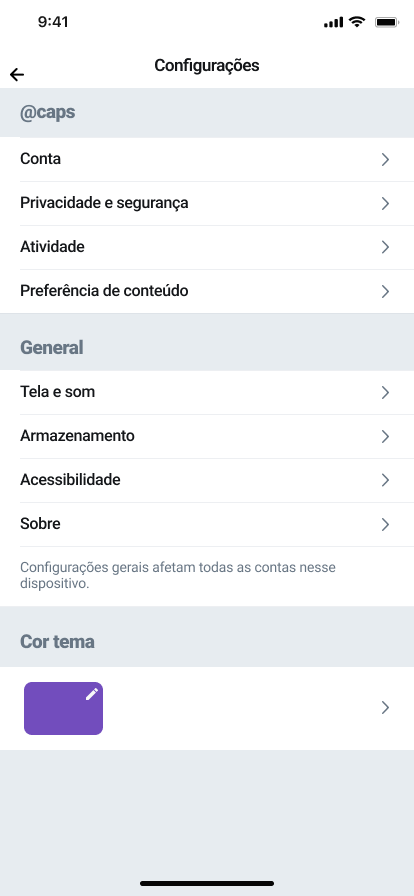 9:41
Configurações
@caps
Conta
Privacidade e segurança
Atividade
Preferência de conteúdo
General
Tela e som
Armazenamento
Acessibilidade
Sobre
Configurações gerais afetam todas as contas nesse
dispositivo.
Cor tema